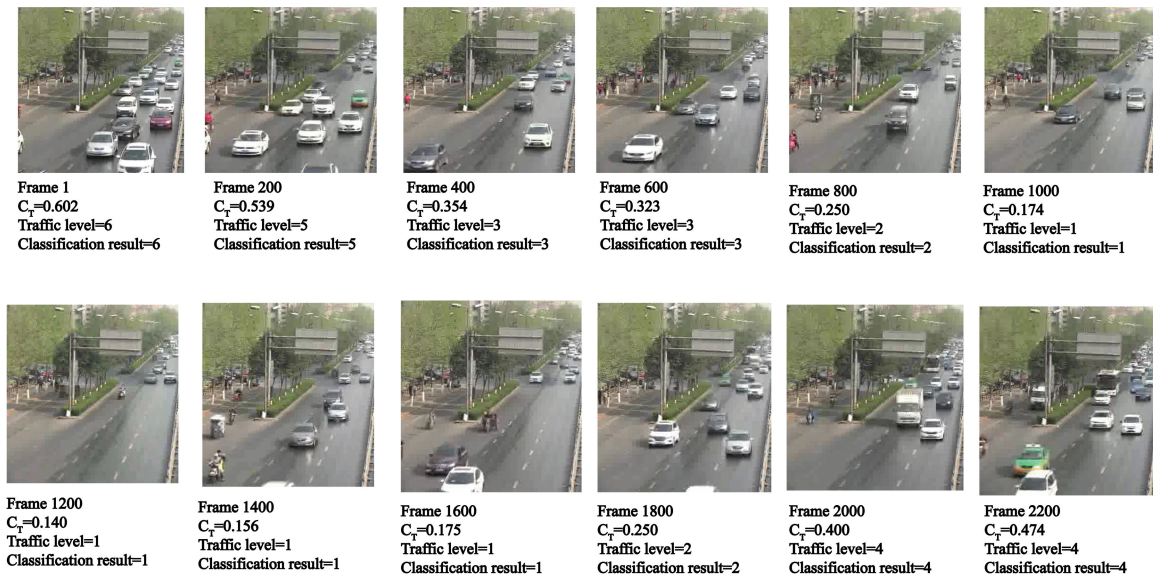 Frame 1
C_T=0.602
Traffic level=6
Classification result=6
Frame 200
C_T=0.539
Traffic level=5
Classification result=5
Frame 400
C_T=0.354
Traffic level=3
Classification result=3
Frame 600
C_T=0.323
Traffic level=3
Classification result=3
Frame 800
C_T=0.250
Traffic level=2
Classification result=2
Frame 1000
C_T=0.174
Traffic level=1
Classification result=1
Frame 1200
C_T=0.140
Traffic level=1
Classification result=1
Frame 1400
C_T=0.156
Traffic level=1
Classification result=1
Frame 1600
C_T=0.175
Traffic level=1
Classification result=1
Frame 1800
C_T=0.250
Traffic level=2
Classification result=2
Frame 2000
C_T=0.400
Traffic level=4
Classification result=4
Frame 2200
C_T=0.474
Traffic level=4
Classification result=4